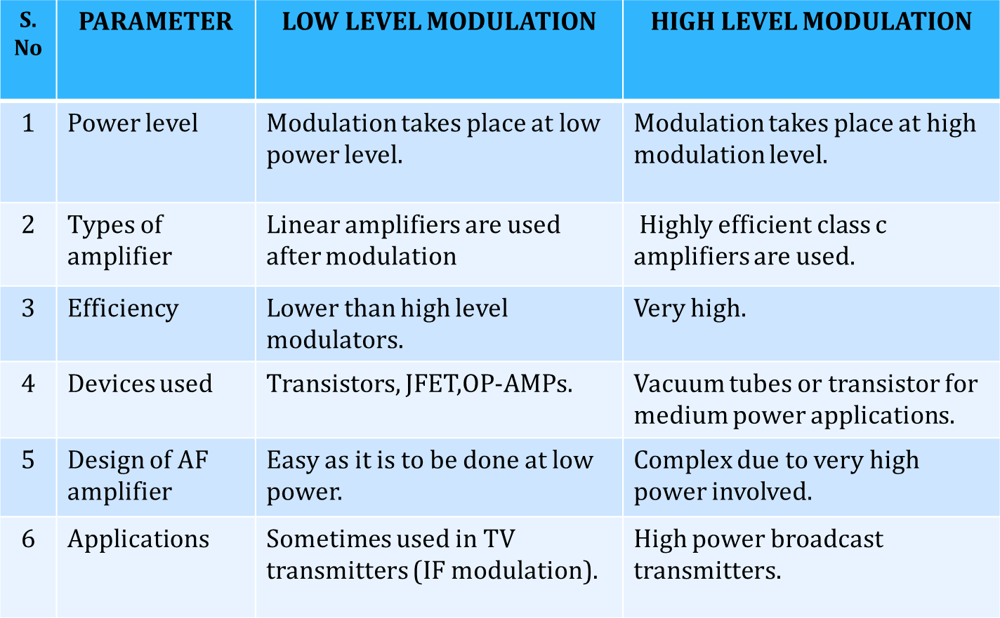 S. No PARAMETER LOW LEVEL MODULATION HIGH LEVEL MODULATION
1 Power level Modulation takes place at low power level. Modulation takes place at high modulation level.
2 Types of amplifier Linear amplifiers are used after modulation Highly efficient class c amplifiers are used.
3 Efficiency Lower than high level modulators. Very high.
4 Devices used Transistors, JFET,OP-AMPs. Vacuum tubes or transistor for medium power applications.
5 Design of AF amplifier Easy as it is to be done at low power. Complex due to very high power involved.
6 Applications Sometimes used in TV transmitters (IF modulation). High power broadcast transmitters.